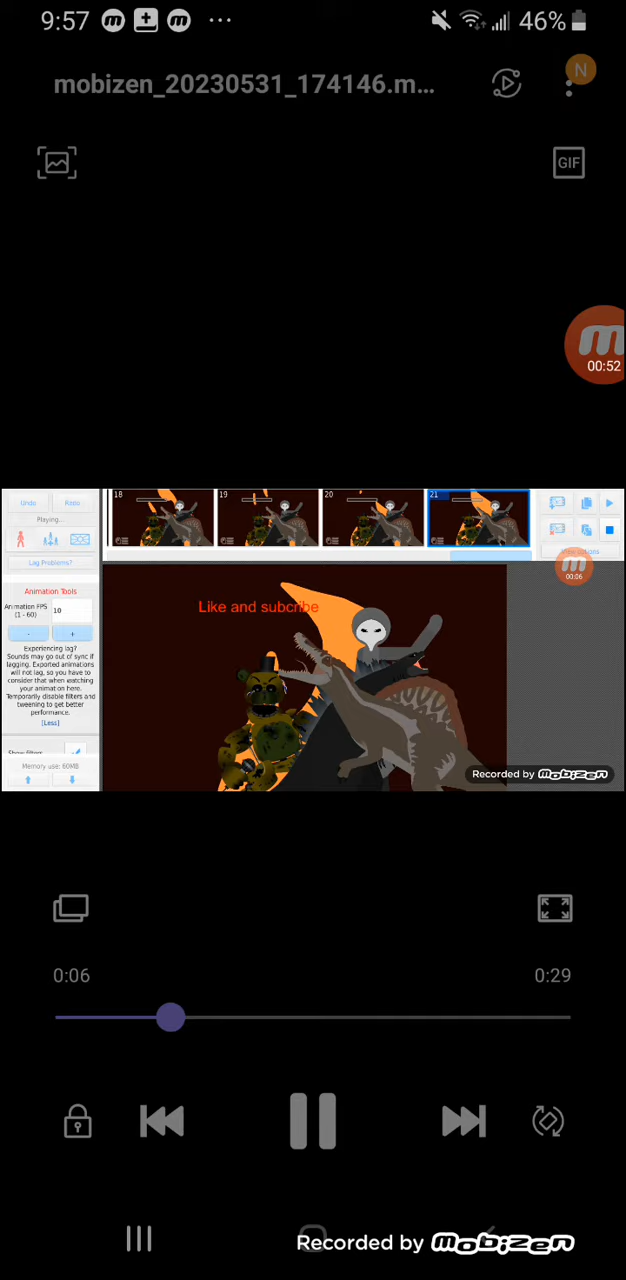 9:57
46%
mobizen_20230531_174146.m...
N
GIF
00:52
Undo Redo
18
19
20
21
Playing...
Lag Problems?
00:06
Animation Tools
Animation FPS
(1 - 60)
10
- +
Experiencing lag?
Sounds may go out of sync if
lagging. Exported animations
will not lag, so you have to
consider that when watching
your animation here.
Temporarily disable filters and
tweening to get better
performance.
[Less]
Show filters
Memory use: 60MB
Like and subcribe
Recorded by mobizen
0:06
0:29
Recorded by mobizen